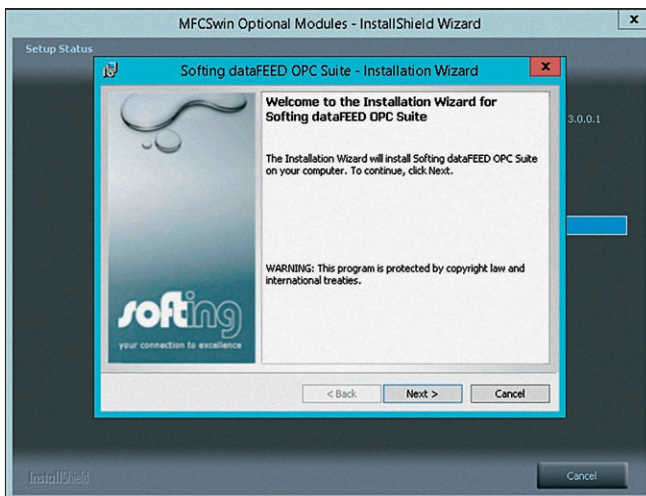 MFCSwin Optional Modules - InstallShield Wizard
x
Setup Status
Softing dataFEED OPC Suite - Installation Wizard
x
Welcome to the Installation Wizard for
Softing dataFEED OPC Suite
3.0.0.1
The Installation Wizard will install Softing dataFEED OPC Suite
on your computer. To continue, click Next.
WARNING: This program is protected by copyright law and
international treaties.
softing
your connection to excellence
< Back
Next >
Cancel
InstallShield
Cancel